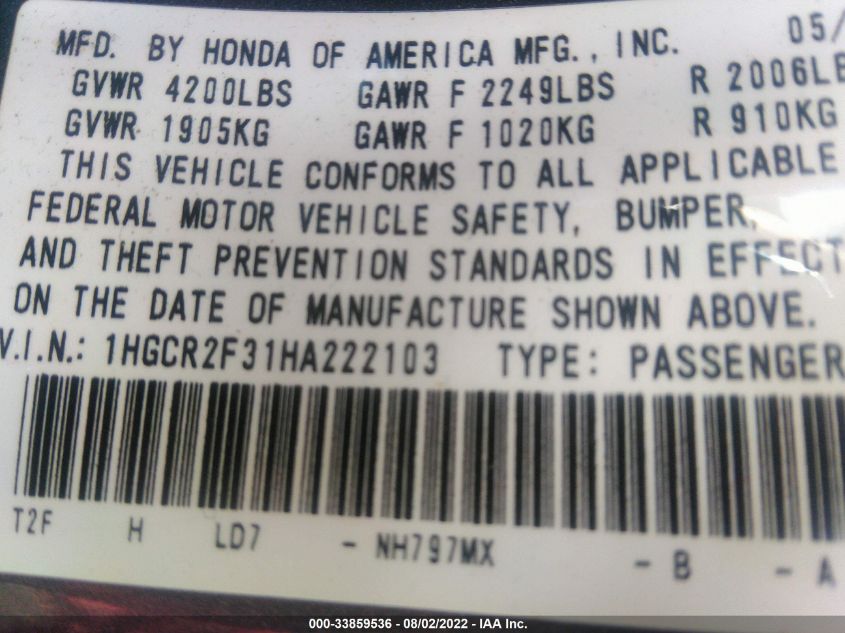 MFD. BY HONDA OF AMERICA MFG., INC. 05/
GVWR 4200LBS GAWR F 2249LBS R 2006LB
GVWR 1905KG GAWR F 1020KG R 910KG
THIS VEHICLE CONFORMS TO ALL APPLICABLE
FEDERAL MOTOR VEHICLE SAFETY, BUMPER,
AND THEFT PREVENTION STANDARDS IN EFFECT
ON THE DATE OF MANUFACTURE SHOWN ABOVE.
V.I.N.: 1HGCR2F31HA222103 TYPE: PASSENGER
T2F H LD7 - NH797MX - B - A
000-33859536 - 08/02/2022 - IAA Inc.